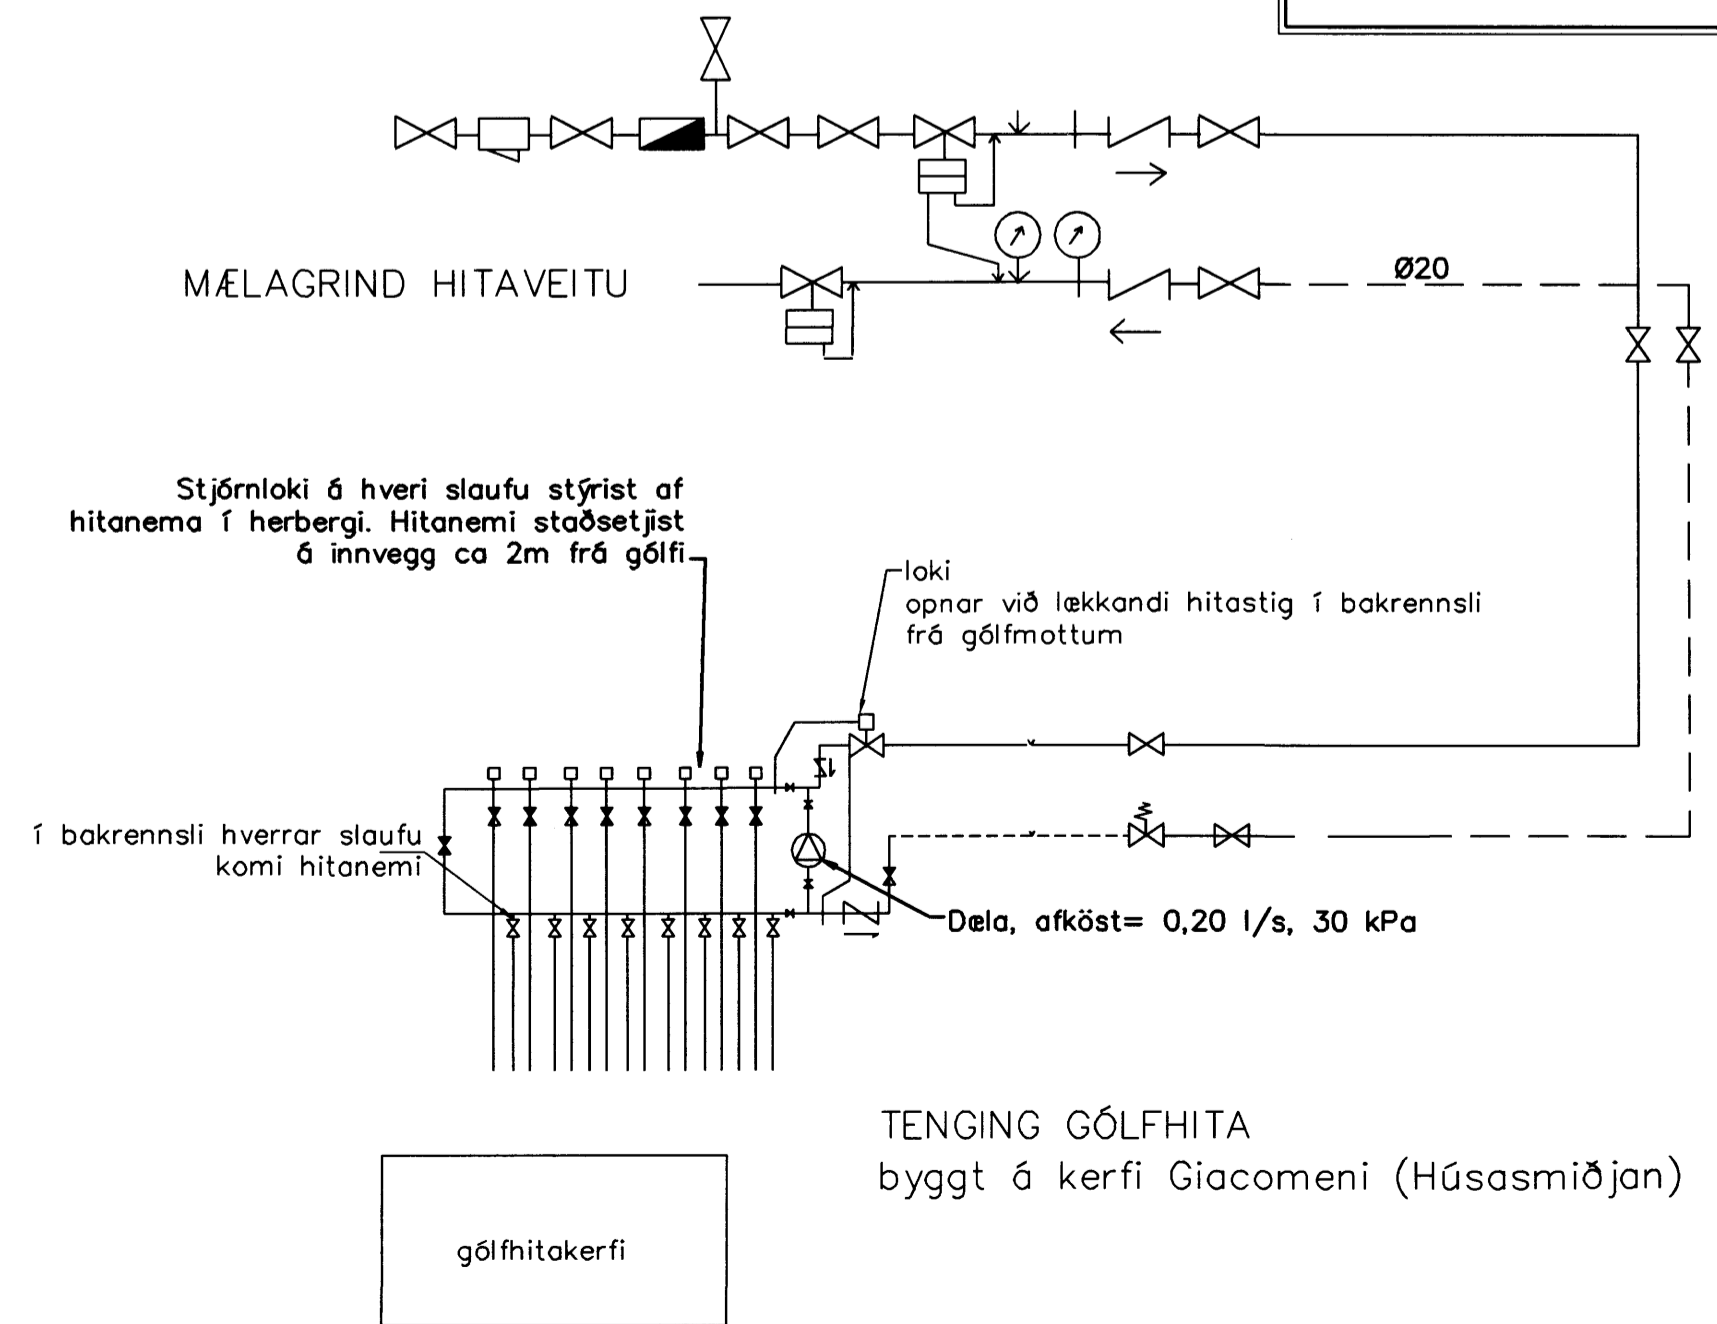 MÆLAGRIND HITAVEITU
Ø20
Stjórnloki á hveri slaufu stýrist af
hitanema í herbergi. Hitanemi staðsetjist
á innvegg ca 2m frá gólfi
loki
opnar við lækkandi hitastig í bakrennsli
frá gólfmottum
í bakrennsli hverrar slaufu
komi hitanemi
Dæla, afköst= 0,20 l/s, 30 kPa
TENGING GÓLFHITA
byggt á kerfi Giacomeni (Húsasmiðjan)
gólfhitakerfi